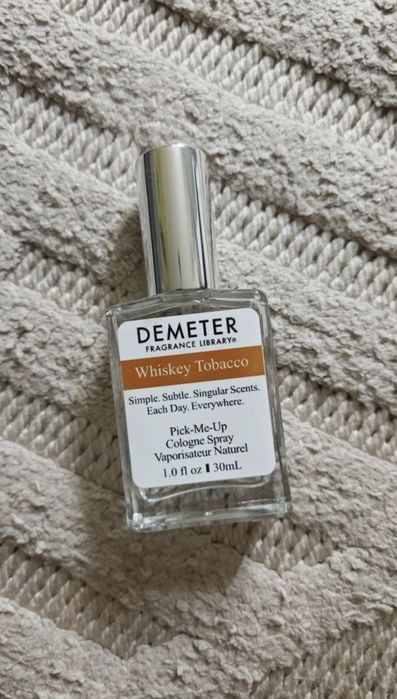 DEMETER
FRAGRANCE LIBRARY®
Whiskey Tobacco
Simple. Subtle. Singular Scents.
Each Day. Everywhere.
Pick-Me-Up
Cologne Spray
Vaporisateur Naturel
1.0 fl oz ▮ 30mL